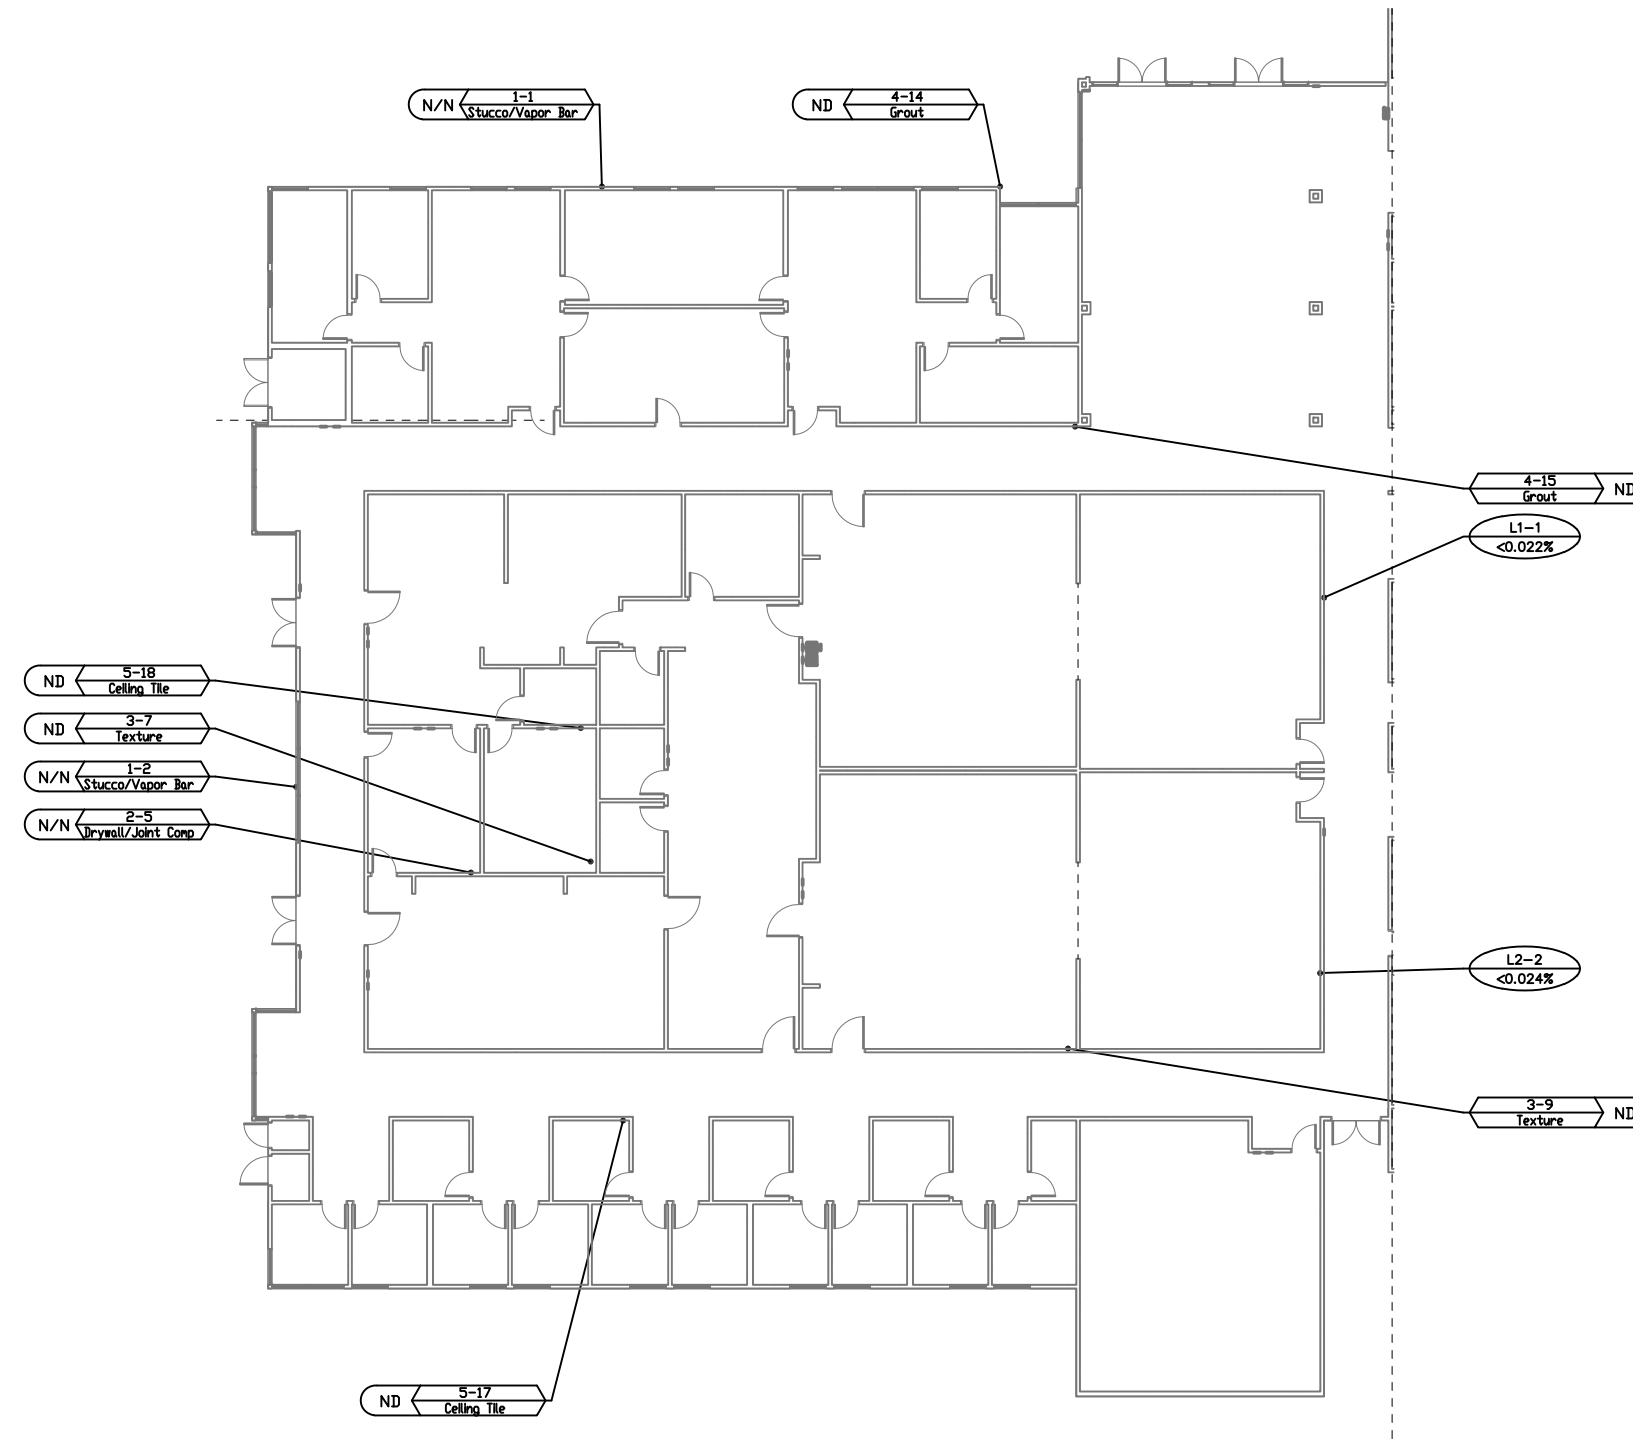 N/N
1-1
Stucco/Vapor Bar
ND
4-14
Grout
4-15
Grout
ND
L1-1
<0.022%
ND
5-18
Ceiling Tile
ND
3-7
Texture
N/N
1-2
Stucco/Vapor Bar
N/N
2-5
Drywall/Joint Comp
L2-2
<0.024%
3-9
Texture
ND
ND
5-17
Ceiling Tile